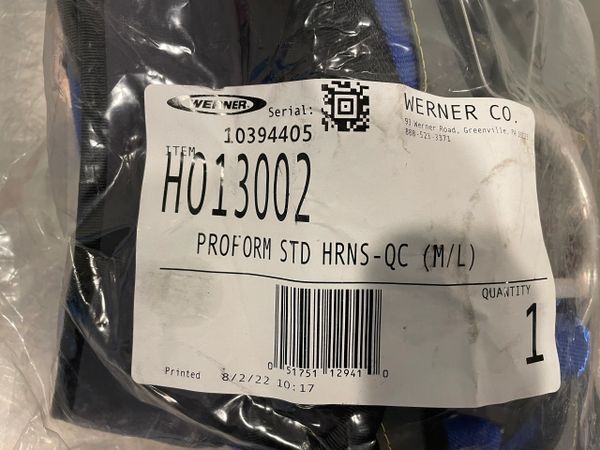 WERNER
Serial:
10394405
WERNER CO.
93 Werner Road, Greenville, PA
888-523-3371
ITEM
H013002
PROFORM STD HRNS-QC (M/L)
QUANTITY
1
0 51751 12941 0
Printed 8/2/22 10:17